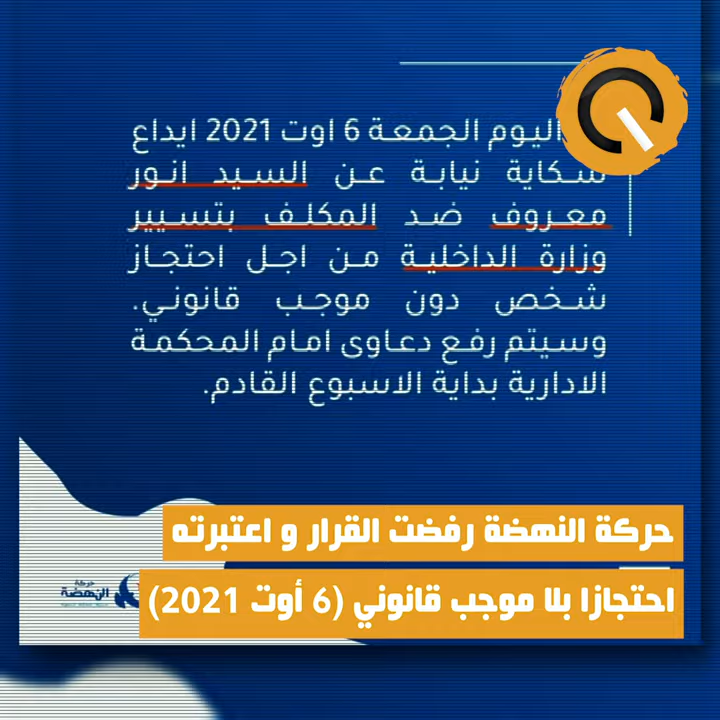 اليوم الجمعة 6 اوت 2021 ايداع
شكاية نيابة عن السيد انور
معروف ضد المكلف بتسيير
وزارة الداخلية من اجل احتجاز
شخص دون موجب قانوني.
وسيتم رفع دعاوى امام المحكمة
الادارية بداية الاسبوع القادم.
حركة النهضة رفضت القرار و اعتبرته
احتجازا بلا موجب قانوني (6 أوت 2021)
حركة
النهضة